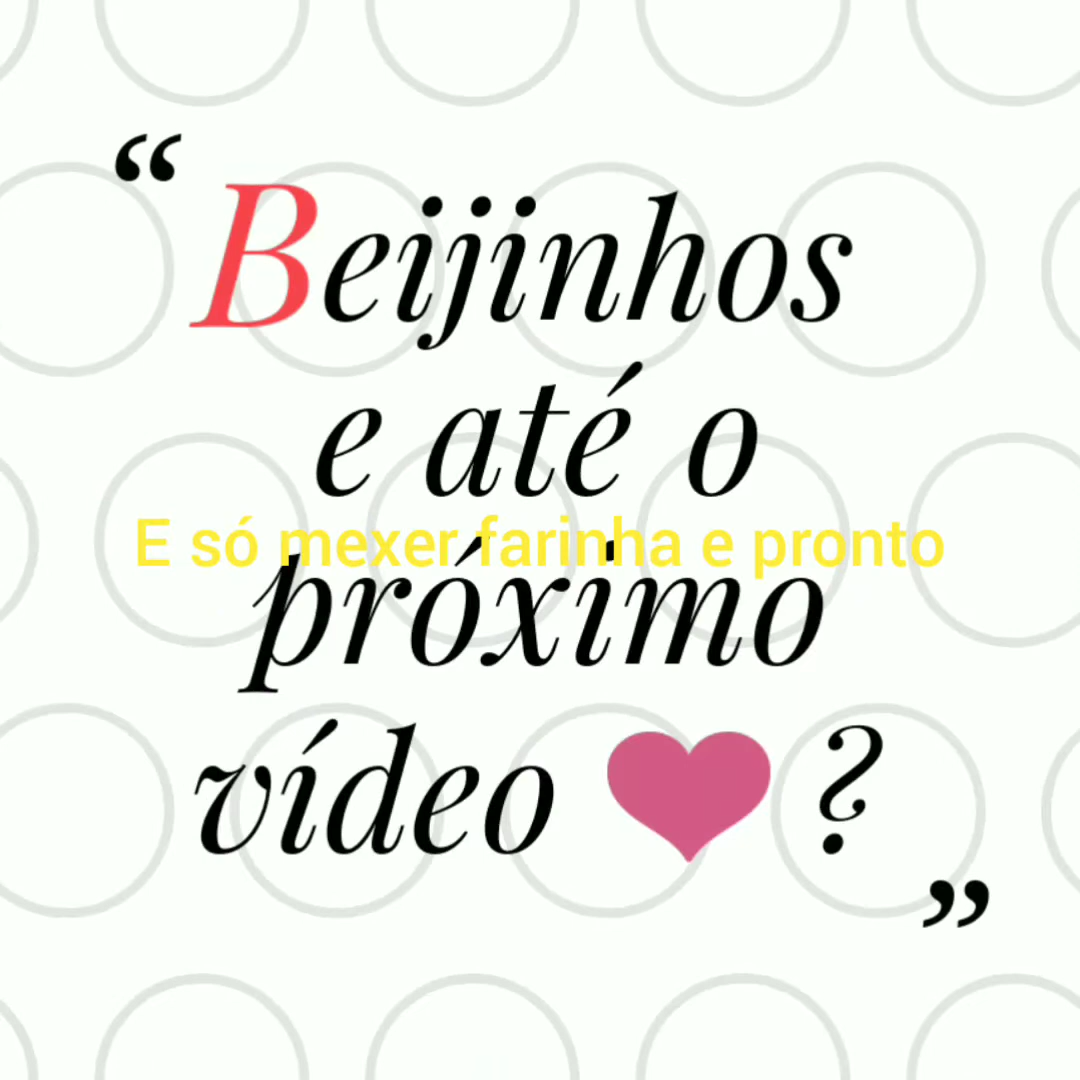 “Beijinhos
e até o
E só mexer farinha e pronto
próximo
vídeo ❤ ?”